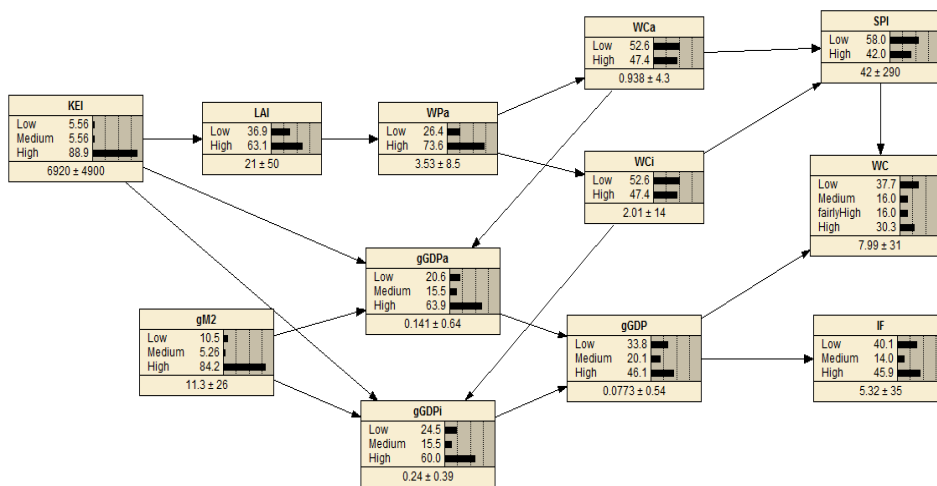 KEI
Low 5.56
Medium 5.56
High 88.9
6920 ± 4900
LAI
Low 36.9
High 63.1
21 ± 50
WPa
Low 26.4
High 73.6
3.53 ± 8.5
WCa
Low 52.6
High 47.4
0.938 ± 4.3
SPI
Low 58.0
High 42.0
42 ± 290
WCi
Low 52.6
High 47.4
2.01 ± 14
WC
Low 37.7
Medium 16.0
fairlyHigh 16.0
High 30.3
7.99 ± 31
gGDPa
Low 20.6
Medium 15.5
High 63.9
0.141 ± 0.64
gM2
Low 10.5
Medium 5.26
High 84.2
11.3 ± 26
gGDP
Low 33.8
Medium 20.1
High 46.1
0.0773 ± 0.54
IF
Low 40.1
Medium 14.0
High 45.9
5.32 ± 35
gGDPi
Low 24.5
Medium 15.5
High 60.0
0.24 ± 0.39